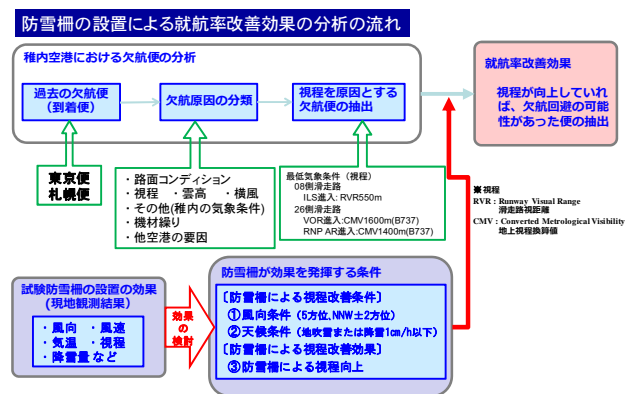 防雪柵の設置による就航率改善効果の分析の流れ
稚内空港における欠航便の分析
過去の欠航便
(到着便)
欠航原因の分類
視程を原因とする
欠航便の抽出
就航率改善効果
視程が向上していれ
ば、欠航回避の可能
性があった便の抽出
東京便
札幌便
・路面コンディション
・視程 ・雲高 ・横風
・その他(稚内の気象条件)
・機材繰り
・他空港の要因
最低気象条件(視程)
08側滑走路
ILS進入: RVR550m
26側滑走路
VOR進入:CMV1600m(B737)
RNP AR進入:CMV1400m(B737)
※視程
RVR : Runway Visual Range
滑走路視距離
CMV : Converted Metrological Visibility
地上視程換算値
試験防雪柵の設置の効果
(現地観測結果)
・風向 ・風速
・気温 ・視程
・降雪量など
効果
の
検討
防雪柵が効果を発揮する条件
〔防雪柵による視程改善条件〕
①風向条件(5方位、NNW±2方位)
②天候条件(地吹雪または降雪1cm/h以下)
〔防雪柵による視程改善効果〕
③防雪柵による視程向上